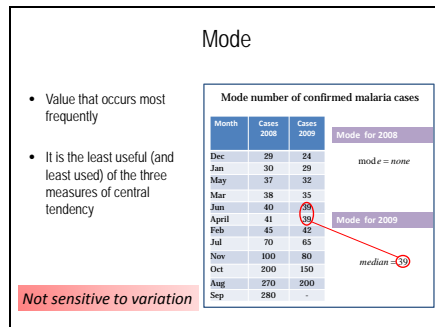 Mode
• Value that occurs most
frequently
• It is the least useful (and
least used) of the three
measures of central
tendency
Not sensitive to variation
Mode number of confirmed malaria cases
Month Cases 2008 Cases 2009
Dec 29 24
Jan 30 29
May 37 32
Mar 38 35
Jun 40 39
April 41 39
Feb 45 42
Jul 70 65
Nov 100 80
Oct 200 150
Aug 270 200
Sep 280 -
Mode for 2008
mode = none
Mode for 2009
median = 39